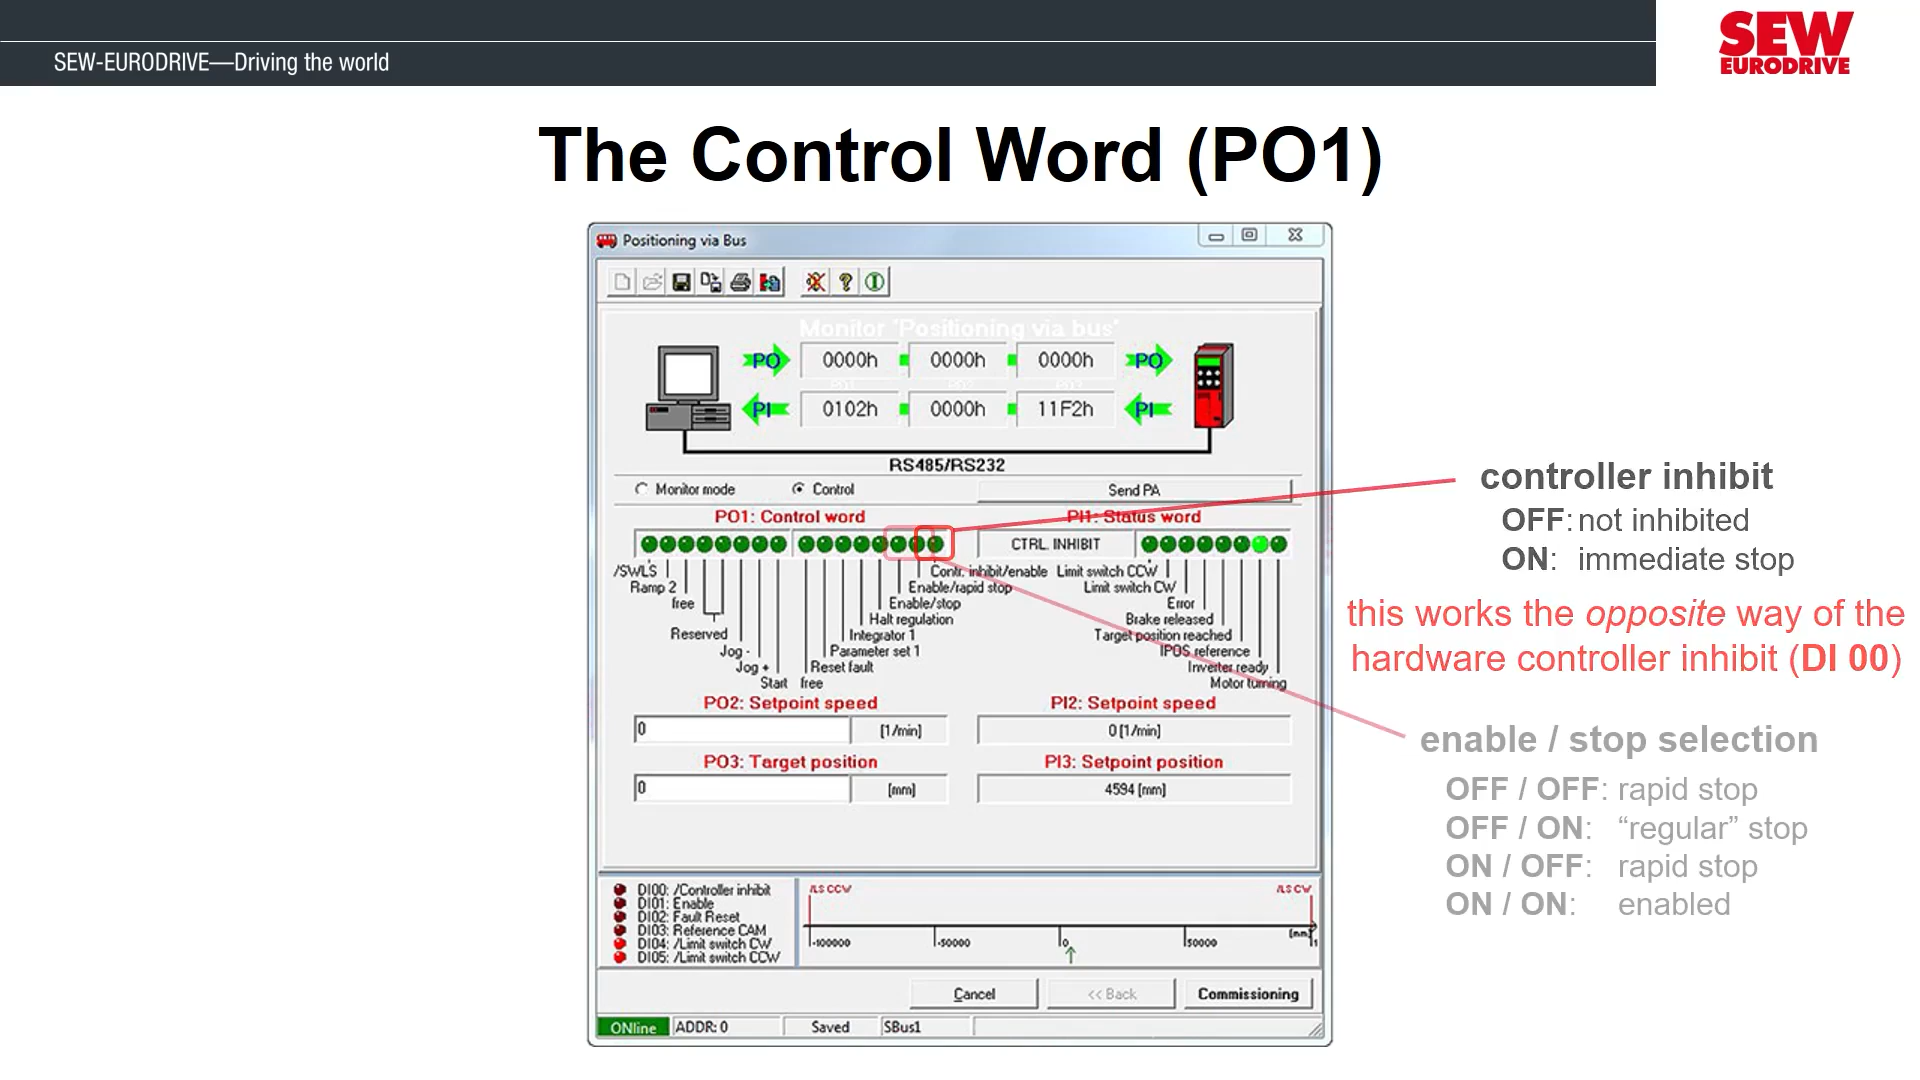 SEW-EURODRIVE—Driving the world
SEW
EURODRIVE
The Control Word (PO1)
Positioning via Bus
Monitor 'Positioning via bus'
PO 0000h 0000h 0000h PO
PI 0102h 0000h 11F2h PI
RS485/RS232
Monitor mode Control Send PA
PO1: Control word PI1: Status word
CTRL. INHIBIT
/SWLS
Ramp 2
free
Reserved
Jog -
Jog +
Start
Contr. inhibit/enable
Enable/rapid stop
Enable/stop
Halt regulation
Integrator 1
Parameter set 1
Reset fault
free
Limit switch CCW
Limit switch CW
Error
Brake released
Target position reached
IPOS reference
Inverter ready
Motor turning
PO2: Setpoint speed PI2: Setpoint speed
0 [1/min] 0 [1/min]
PO3: Target position PI3: Setpoint position
0 [mm] 4594 [mm]
DI00: /Controller inhibit
DI01: Enable
DI02: Fault Reset
DI03: Reference CAM
DI04: /Limit switch CW
DI05: /Limit switch CCW
/LS CCW /LS CW
-100000 -50000 0 50000 [mm]
Cancel << Back Commissioning
ONline ADDR: 0 Saved SBus1
controller inhibit
OFF: not inhibited
ON: immediate stop
this works the opposite way of the
hardware controller inhibit (DI 00)
enable / stop selection
OFF / OFF: rapid stop
OFF / ON: “regular” stop
ON / OFF: rapid stop
ON / ON: enabled